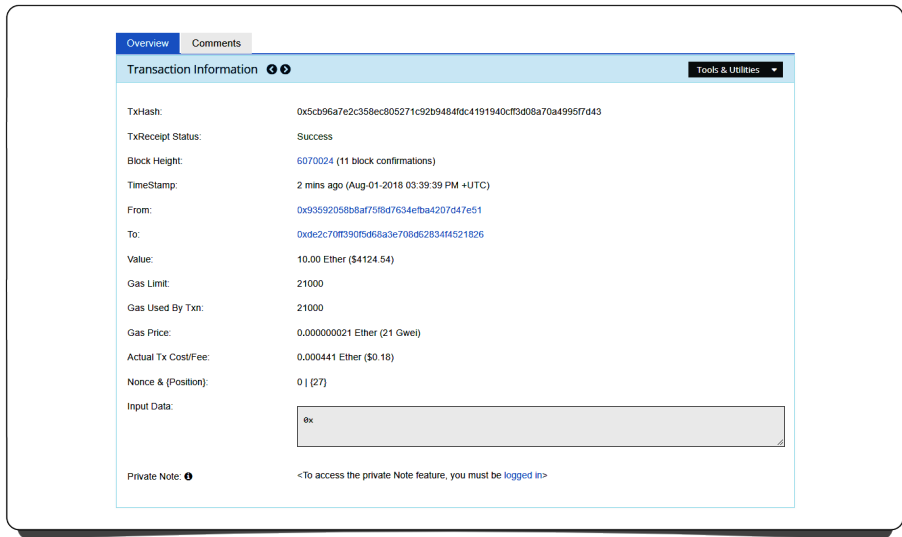 Overview Comments
Transaction Information
Tools & Utilities
TxHash: 0x5cb96a7e2c358ec805271c92b9484fdc4191940cff3d08a70a4995f7d43
TxReceipt Status: Success
Block Height: 6070024 (11 block confirmations)
TimeStamp: 2 mins ago (Aug-01-2018 03:39:39 PM +UTC)
From: 0x93592058b8af75f8d7634efba4207d47e51
To: 0xde2c70ff390f5d68a3e708d62834f4521826
Value: 10.00 Ether ($4124.54)
Gas Limit: 21000
Gas Used By Txn: 21000
Gas Price: 0.000000021 Ether (21 Gwei)
Actual Tx Cost/Fee: 0.000441 Ether ($0.18)
Nonce & {Position}: 0 | {27}
Input Data:
0x
Private Note: <To access the private Note feature, you must be logged in>